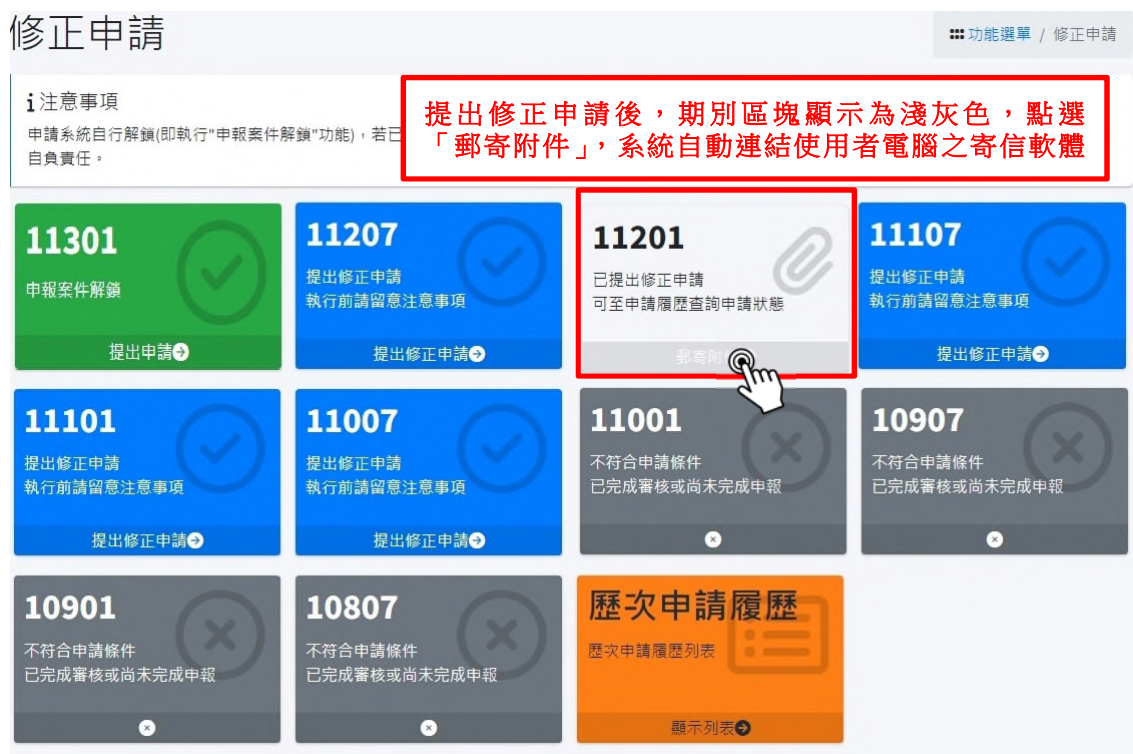 修正申請
功能選單 / 修正申請
i注意事項
申請系統自行解鎖(即執行"申報案件解鎖"功能)，若已
自負責任。
提出修正申請後，期別區塊顯示為淺灰色，點選
「郵寄附件」，系統自動連結使用者電腦之寄信軟體
11301
申報案件解鎖
提出申請
11207
提出修正申請
執行前請留意注意事項
提出修正申請
11201
已提出修正申請
可至申請履歷查詢申請狀態
郵寄附
11107
提出修正申請
執行前請留意注意事項
提出修正申請
11101
提出修正申請
執行前請留意注意事項
提出修正申請
11007
提出修正申請
執行前請留意注意事項
提出修正申請
11001
不符合申請條件
已完成審核或尚未完成申報
10907
不符合申請條件
已完成審核或尚未完成申報
10901
不符合申請條件
已完成審核或尚未完成申報
10807
不符合申請條件
已完成審核或尚未完成申報
歷次申請履歷
歷次申請履歷列表
顯示列表